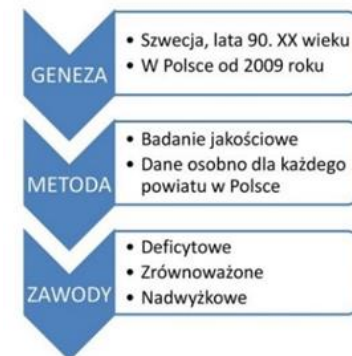 GENEZA
• Szwecja, lata 90. XX wieku
• W Polsce od 2009 roku
METODA
• Badanie jakościowe
• Dane osobno dla każdego
powiatu w Polsce
ZAWODY
• Deficytowe
• Zrównoważone
• Nadwyżkowe